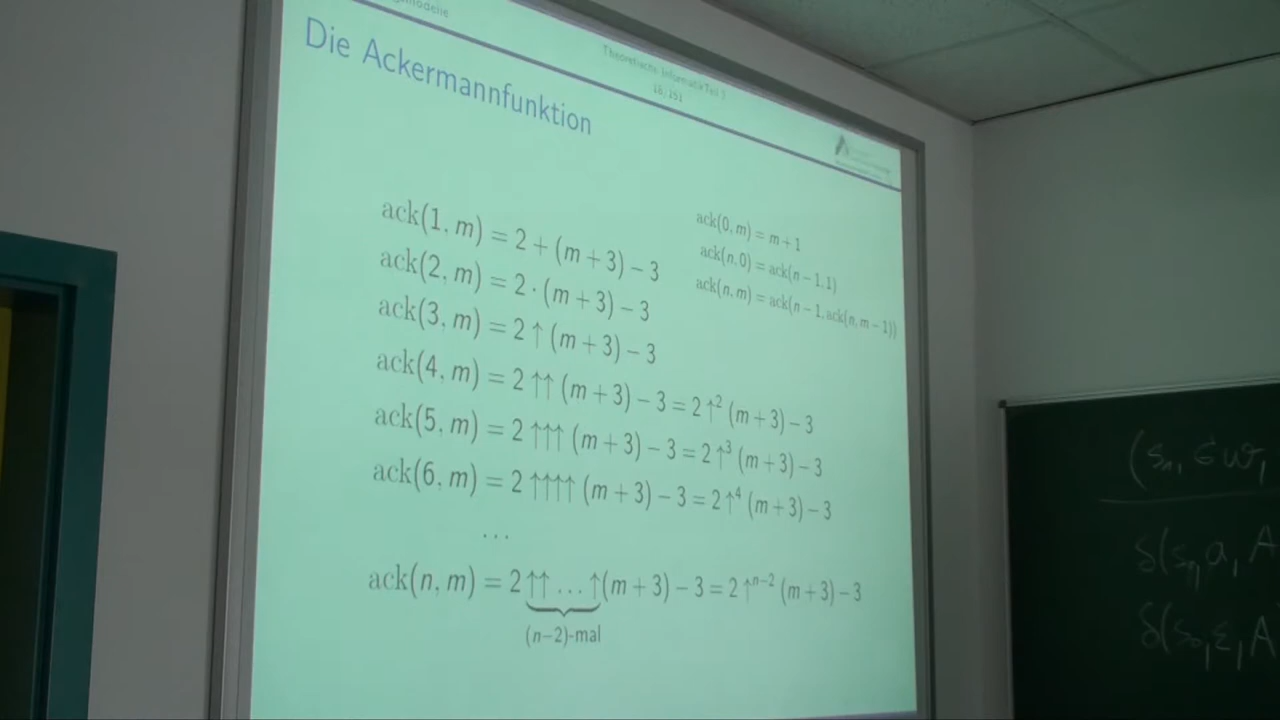 Die Ackermannfunktion
Theoretische Informatik Teil 1
18/151
ack(1, m) = 2 + (m + 3) − 3
ack(2, m) = 2 · (m + 3) − 3
ack(3, m) = 2 ↑ (m + 3) − 3
ack(4, m) = 2 ↑↑ (m + 3) − 3 = 2 ↑² (m + 3) − 3
ack(5, m) = 2 ↑↑↑ (m + 3) − 3 = 2 ↑³ (m + 3) − 3
ack(6, m) = 2 ↑↑↑↑ (m + 3) − 3 = 2 ↑⁴ (m + 3) − 3
...
ack(n, m) = 2 ↑↑ ... ↑ (m + 3) − 3 = 2 ↑ⁿ⁻² (m + 3) − 3
(n−2)-mal
ack(0, m) = m + 1
ack(n, 0) = ack(n − 1, 1)
ack(n, m) = ack(n − 1, ack(n, m − 1))
δ(s₀, ε, A